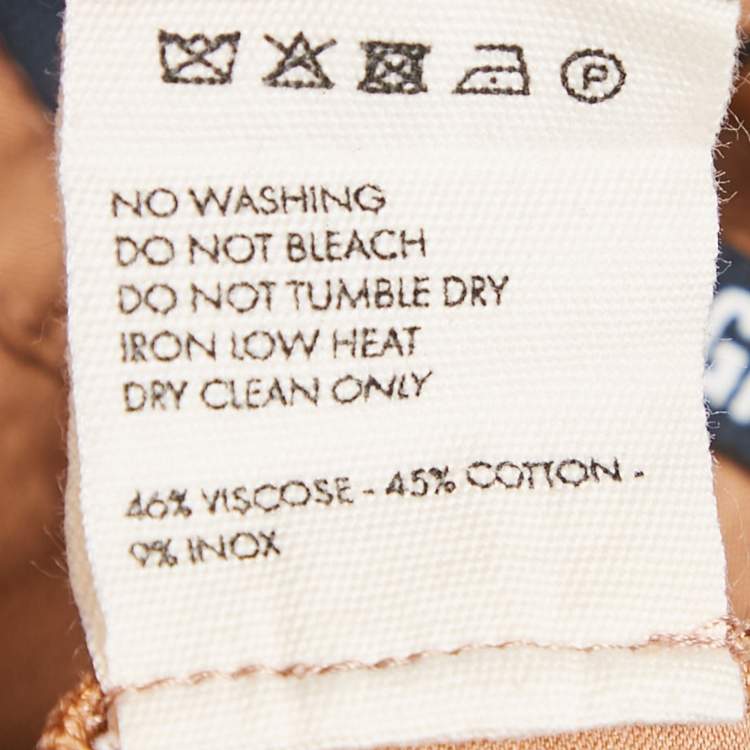 P
NO WASHING
DO NOT BLEACH
DO NOT TUMBLE DRY
IRON LOW HEAT
DRY CLEAN ONLY
46% VISCOSE - 45% COTTON -
9% INOX